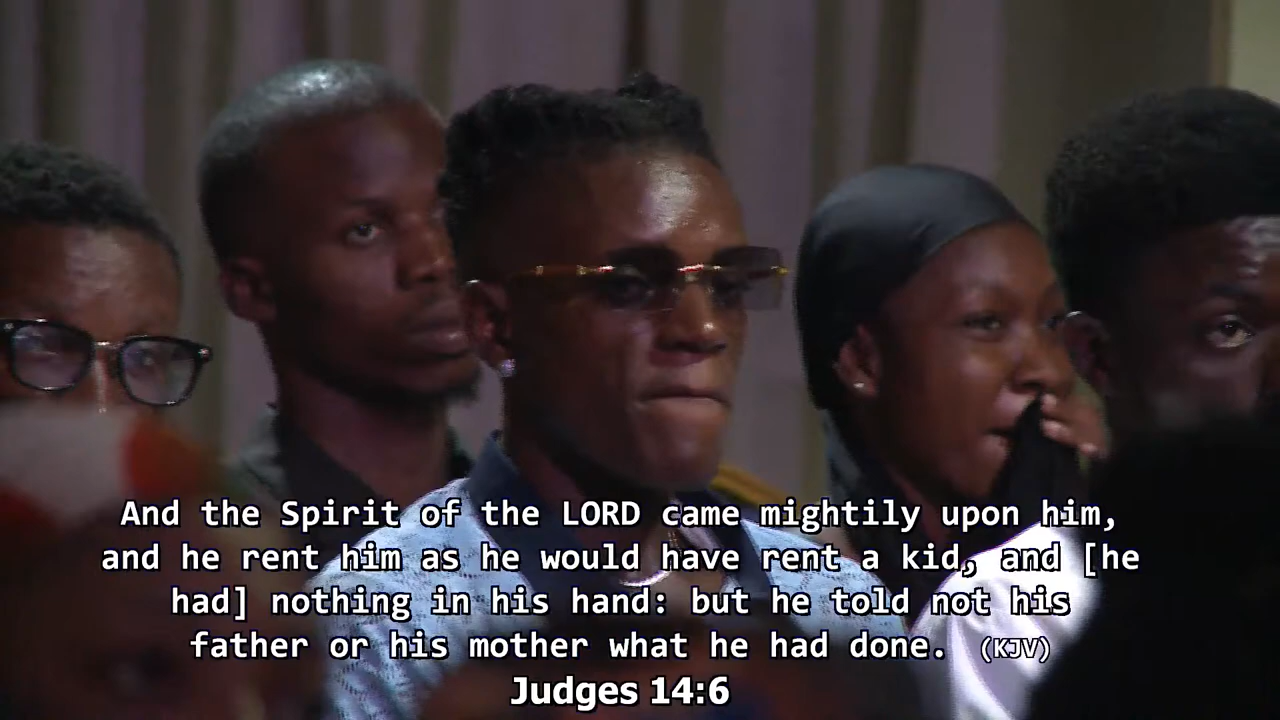 And the Spirit of the LORD came mightily upon him,
and he rent him as he would have rent a kid, and [he
had] nothing in his hand: but he told not his
father or his mother what he had done. (KJV)
Judges 14:6